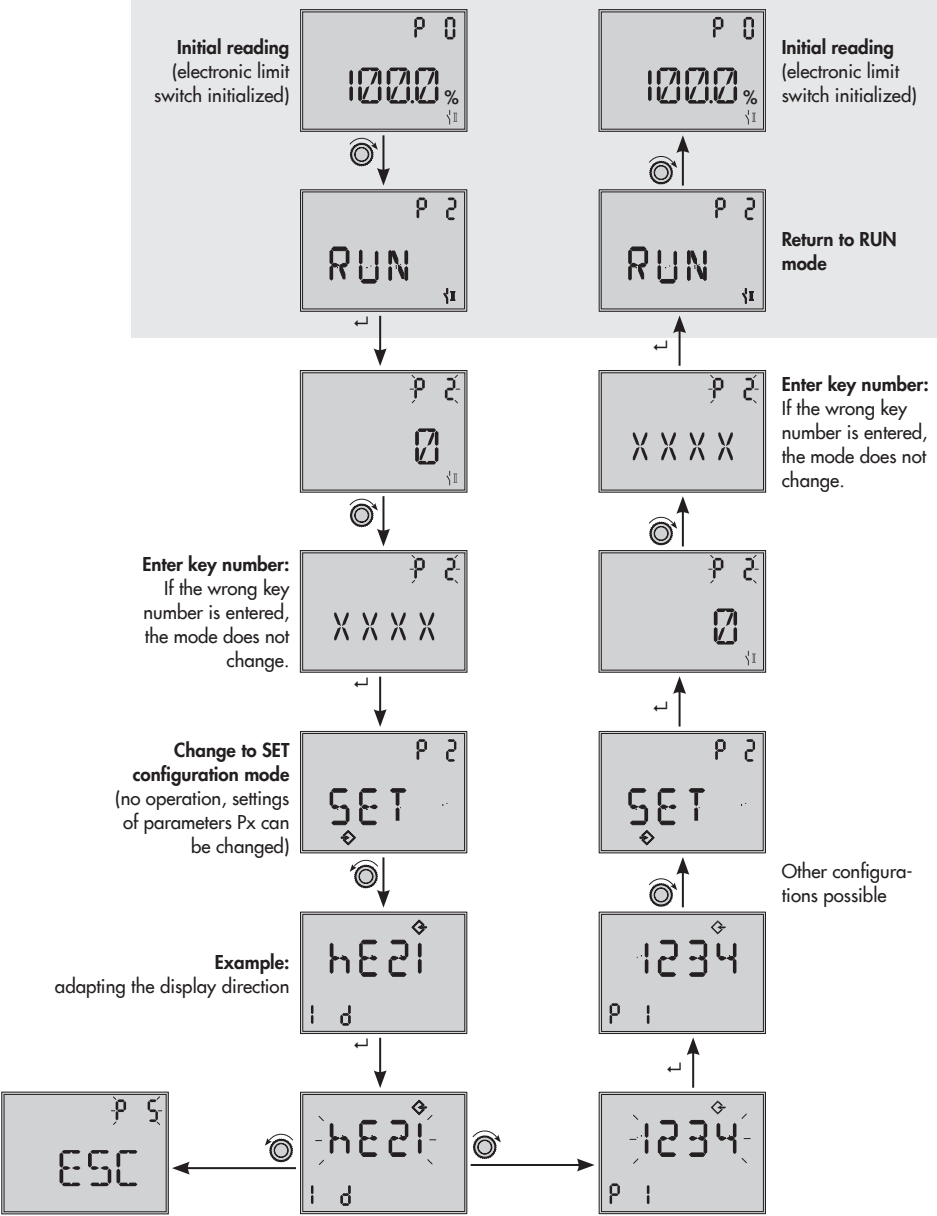 Initial reading
(electronic limit
switch initialized)
P 0
100.0 %
P 2
RUN
P 2
0
Enter key number:
If the wrong key
number is entered,
the mode does not
change.
P 2
X X X X
Change to SET
configuration mode
(no operation, settings
of parameters Px can
be changed)
P 2
SET
Example:
adapting the display direction
hE21
1 d
P 5
ESC
hE21
1 d
P 0
100.0 %
Initial reading
(electronic limit
switch initialized)
P 2
RUN
Return to RUN
mode
P 2
X X X X
Enter key number:
If the wrong key
number is entered,
the mode does not
change.
P 2
0
P 2
SET
Other configura-
tions possible
1234
P 1
1234
P 1